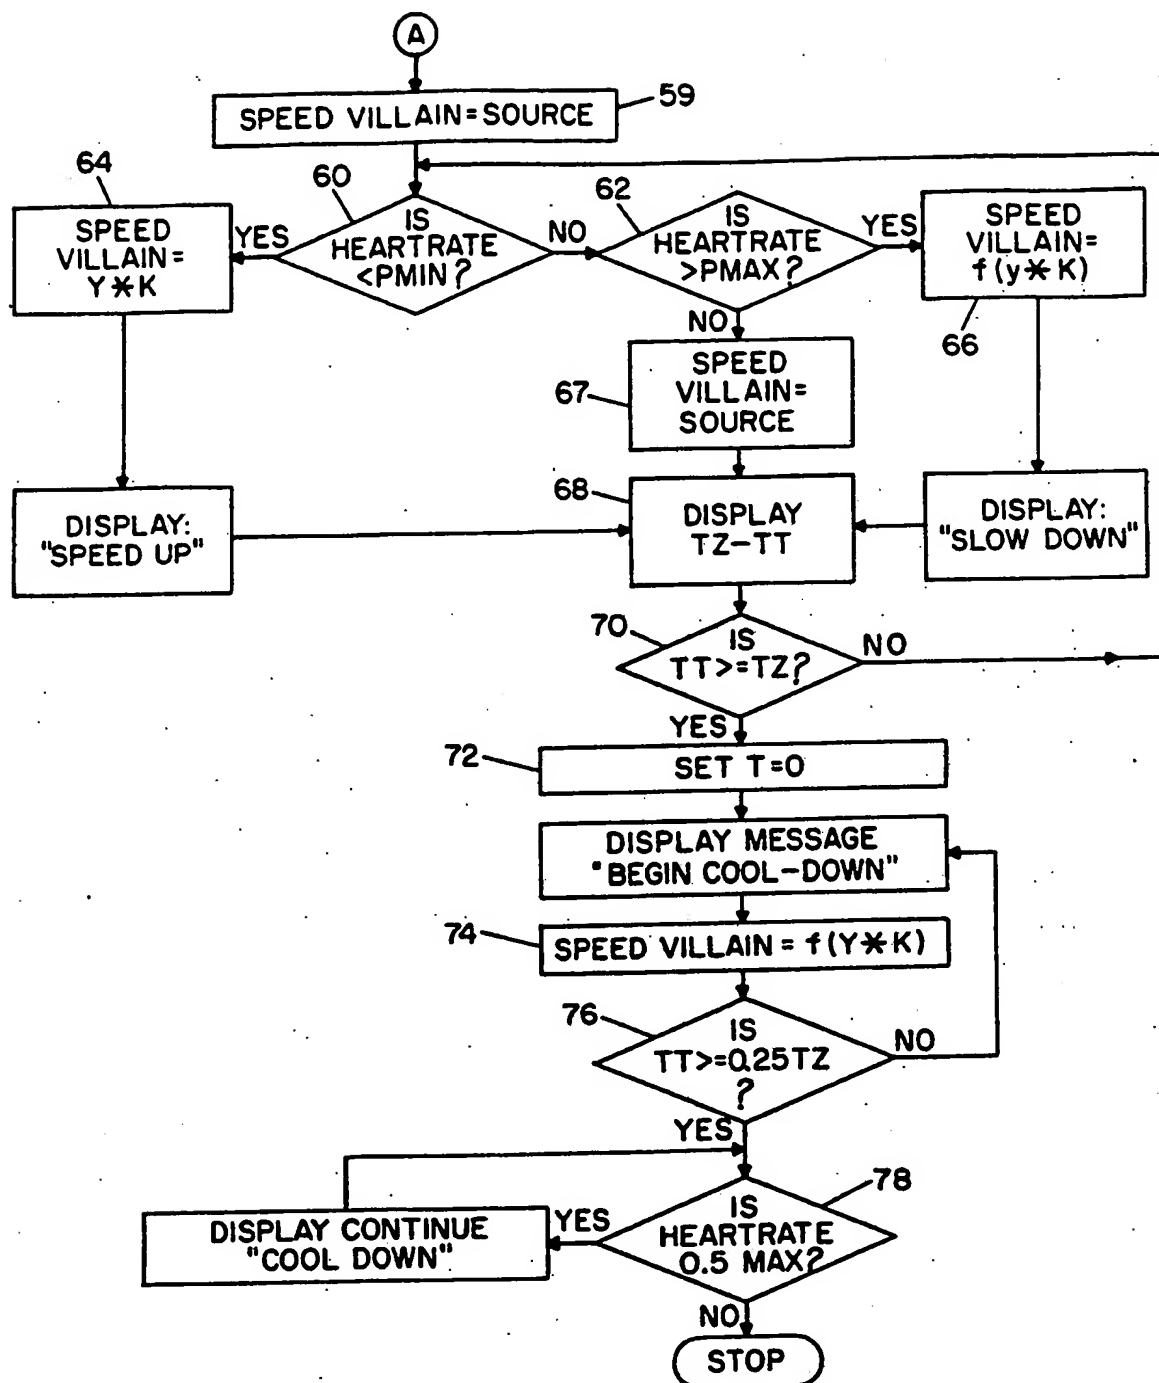 A
SPEED VILLAIN=SOURCE
59
64
SPEED
VILLAIN=
Y*K
YES
60
IS
HEARTRATE
<PMIN?
NO
62
IS
HEARTRATE
>PMAX?
YES
SPEED
VILLAIN=
f(y*K)
66
NO
67
SPEED
VILLAIN=
SOURCE
DISPLAY:
"SPEED UP"
68
DISPLAY
TZ-TT
DISPLAY:
"SLOW DOWN"
70
IS
TT>=TZ?
NO
YES
72
SET T=0
DISPLAY MESSAGE
"BEGIN COOL-DOWN"
74
SPEED VILLAIN = f(Y*K)
76
IS
TT>=0.25TZ
?
NO
YES
78
IS
HEARTRATE
0.5 MAX?
YES
DISPLAY CONTINUE
"COOL DOWN"
NO
STOP